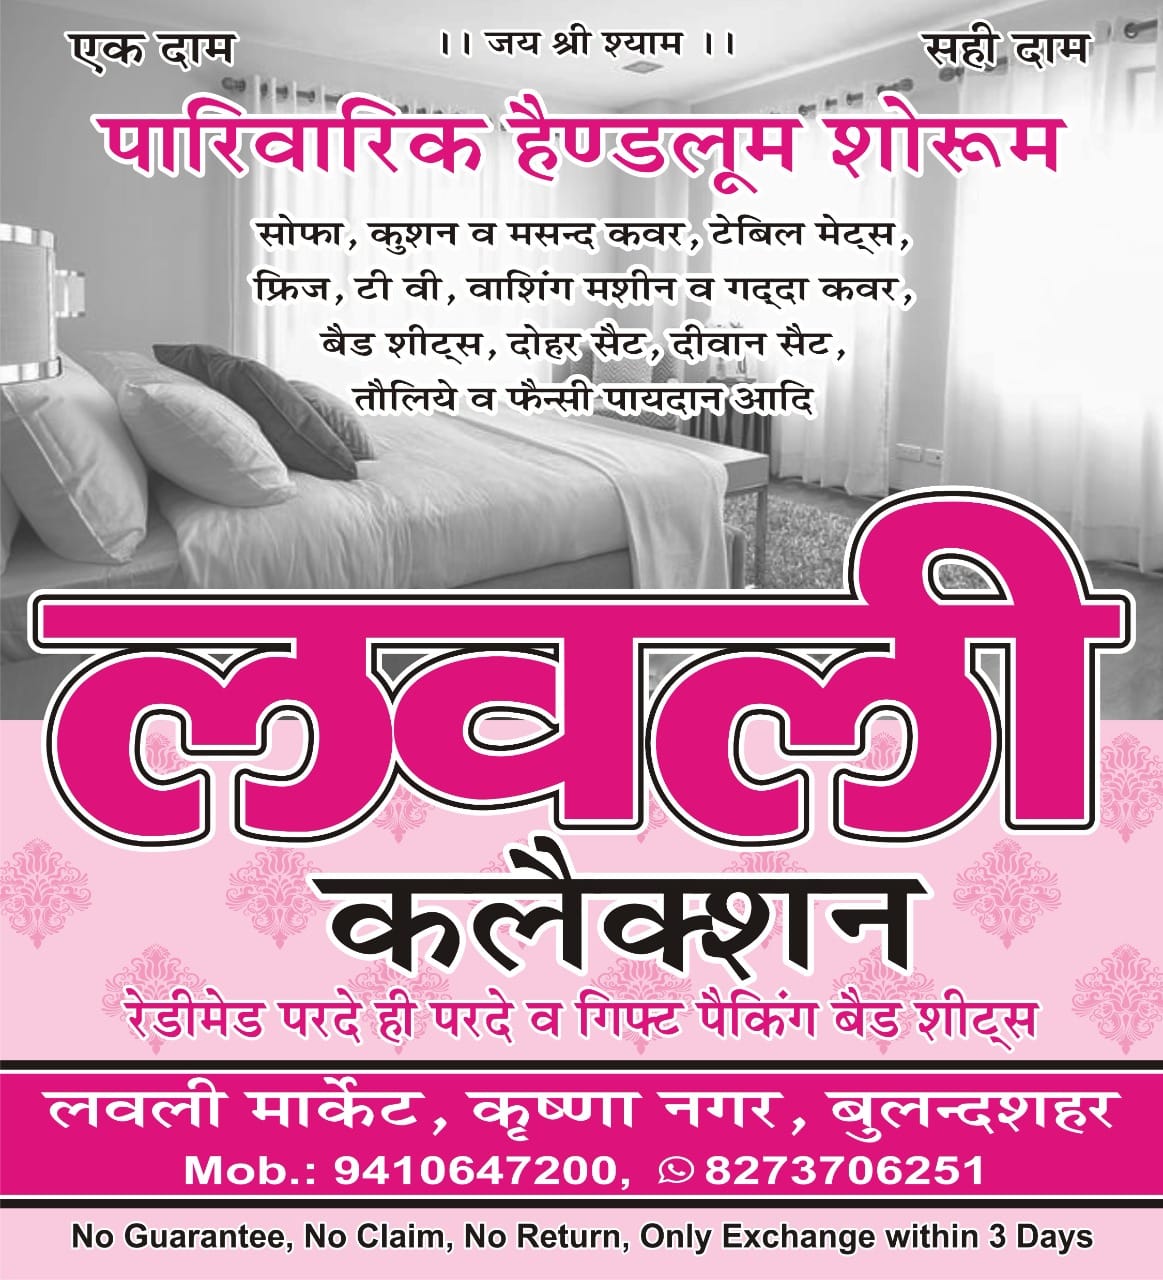 एक दाम
।। जय श्री श्याम ।।
सही दाम
पारिवारिक हैण्डलूम शोरूम
सोफा, कुशन व मसन्द कवर, टेबिल मेट्स,
फ्रिज, टी वी, वाशिंग मशीन व गद्दा कवर,
बैड शीट्स, दोहर सैट, दीवान सैट,
तौलिये व फैन्सी पायदान आदि
लवली
कलैक्शन
रेडीमेड परदे ही परदे व गिफ्ट पैकिंग बैड शीट्स
लवली मार्केट, कृष्णा नगर, बुलन्दशहर
Mob.: 9410647200, 8273706251
No Guarantee, No Claim, No Return, Only Exchange within 3 Days